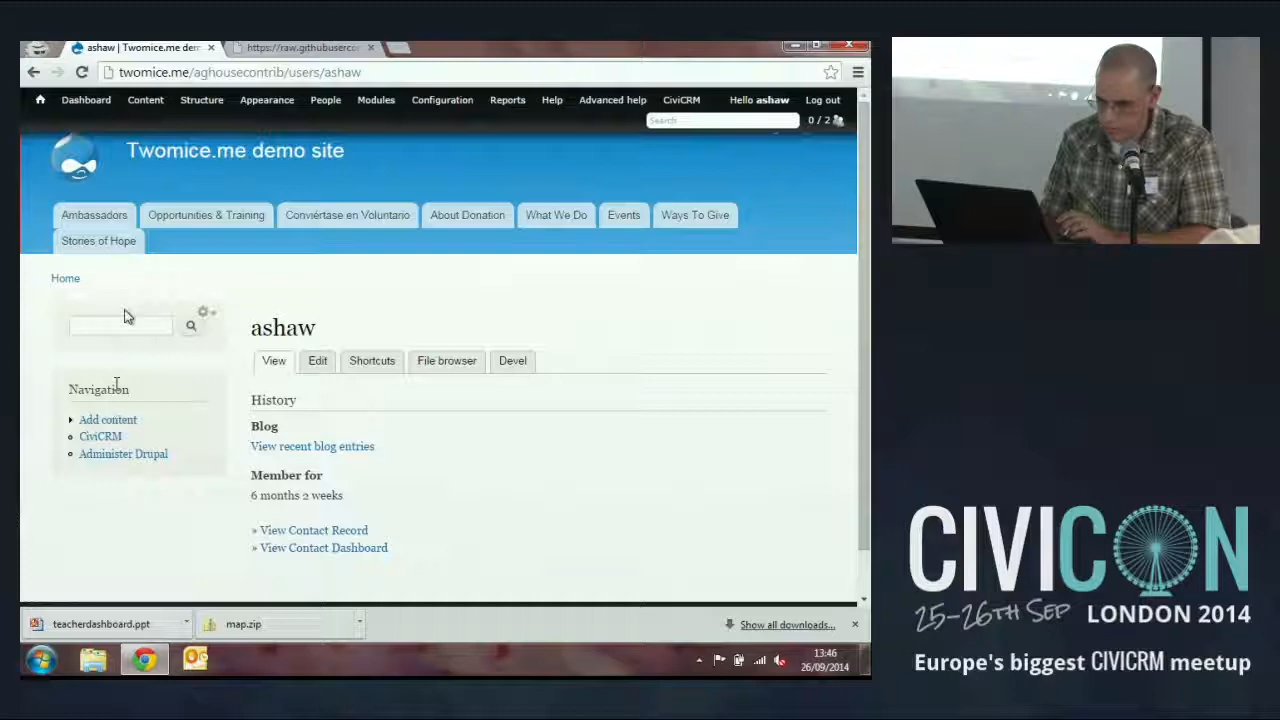 ashaw | Twomice.me dem
https://raw.githubuserco
twomice.me/aghousecontrib/users/ashaw
Dashboard Content Structure Appearance People Modules Configuration Reports Help Advanced help CiviCRM Hello ashaw Log out
Search 0 / 2
Twomice.me demo site
Ambassadors Opportunities & Training Conviértase en Voluntario About Donation What We Do Events Ways To Give
Stories of Hope
Home
ashaw
View Edit Shortcuts File browser Devel
Navigation
Add content
CiviCRM
Administer Drupal
History
Blog
View recent blog entries
Member for
6 months 2 weeks
» View Contact Record
» View Contact Dashboard
teacherdashboard.ppt
map.zip
Show all downloads...
13:46
26/09/2014
CIVICON
25-26TH SEP LONDON 2014
Europe's biggest CIVICRM meetup